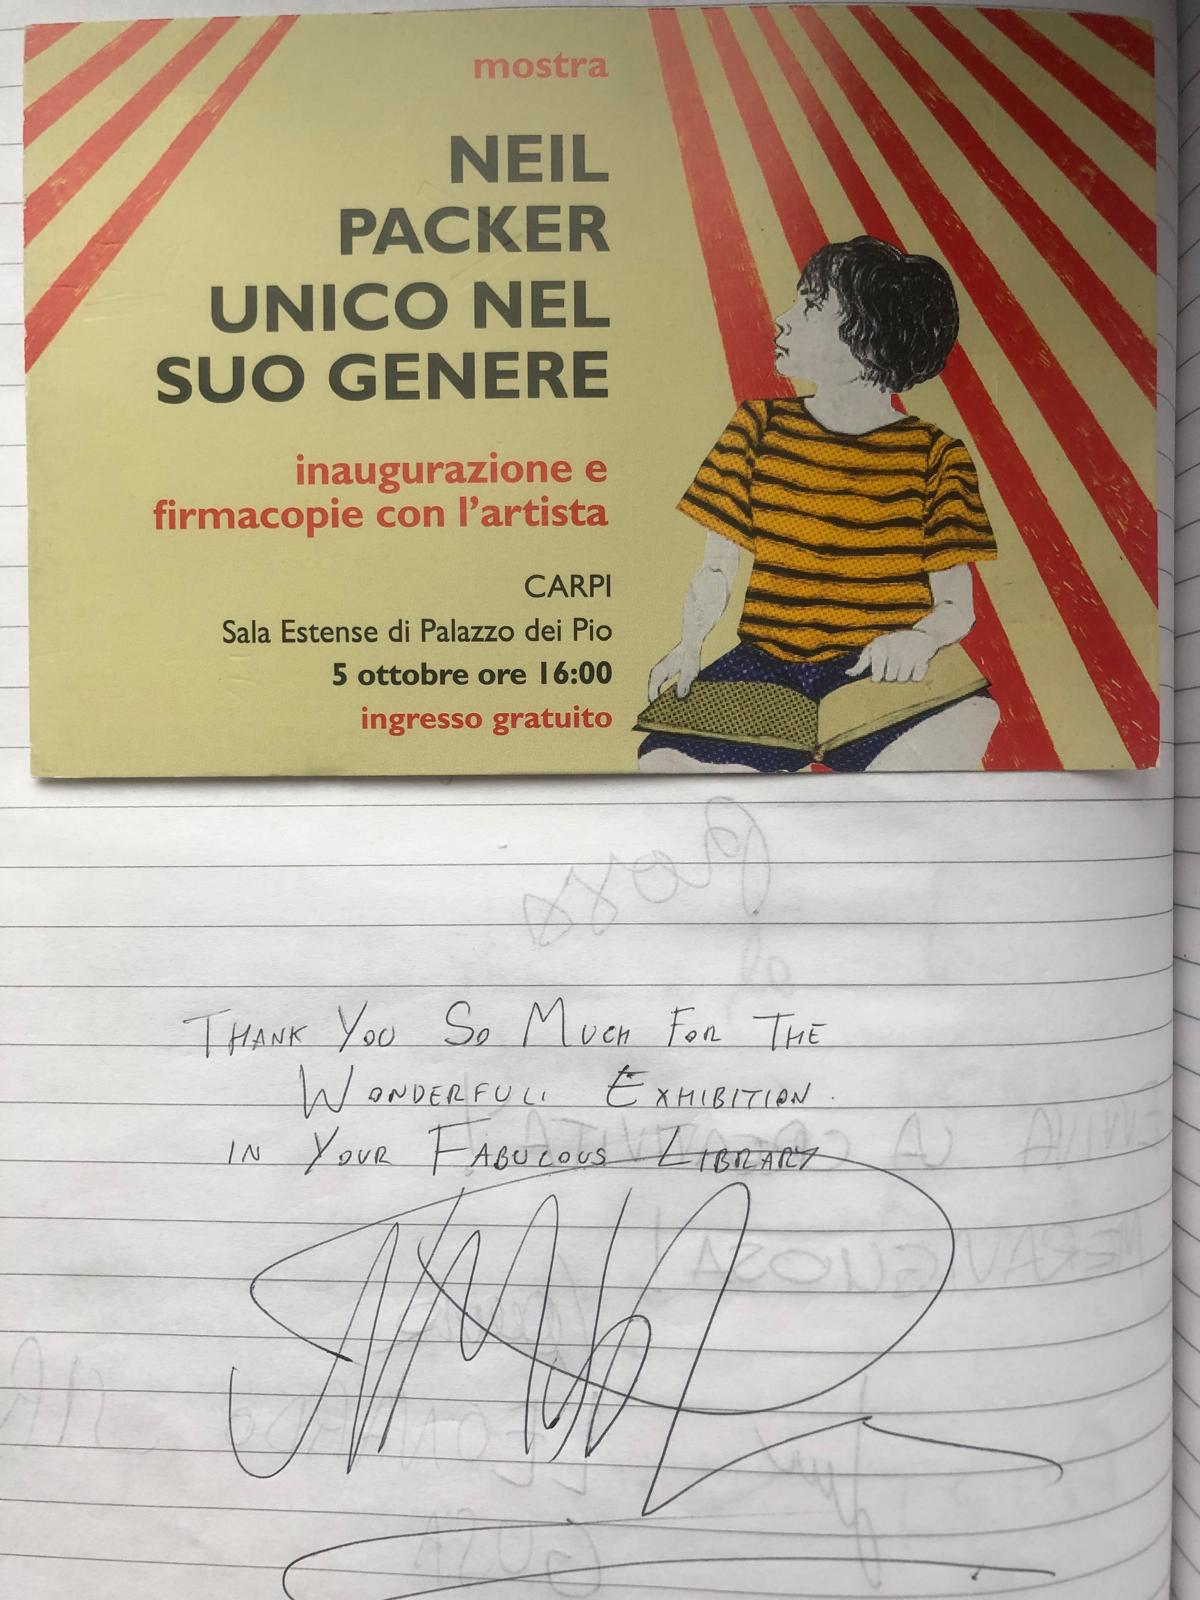 mostra
NEIL
PACKER
UNICO NEL
SUO GENERE
inaugurazione e
firmacopie con l'artista
CARPI
Sala Estense di Palazzo dei Pio
5 ottobre ore 16:00
ingresso gratuito
THANK YOU SO MUCH FOR THE
WONDERFULL EXHIBITION
IN YOUR FABULOUS LIBRARY